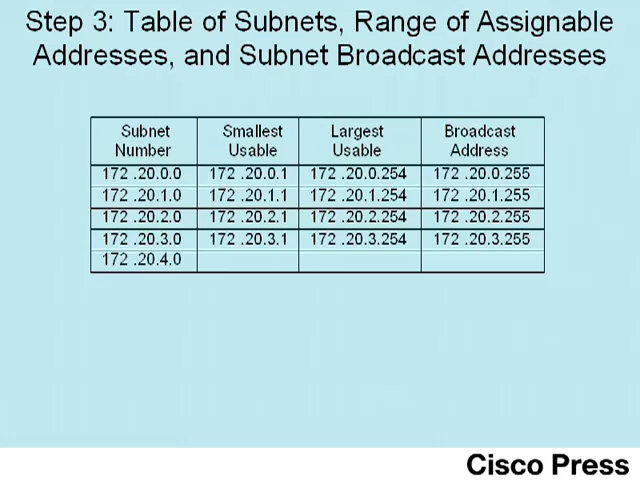 Step 3: Table of Subnets, Range of Assignable
Addresses, and Subnet Broadcast Addresses
Subnet Number Smallest Usable Largest Usable Broadcast Address
172 .20.0.0 172 .20.0.1 172 .20.0.254 172 .20.0.255
172 .20.1.0 172 .20.1.1 172 .20.1.254 172 .20.1.255
172 .20.2.0 172 .20.2.1 172 .20.2.254 172 .20.2.255
172 .20.3.0 172 .20.3.1 172 .20.3.254 172 .20.3.255
172 .20.4.0
Cisco Press